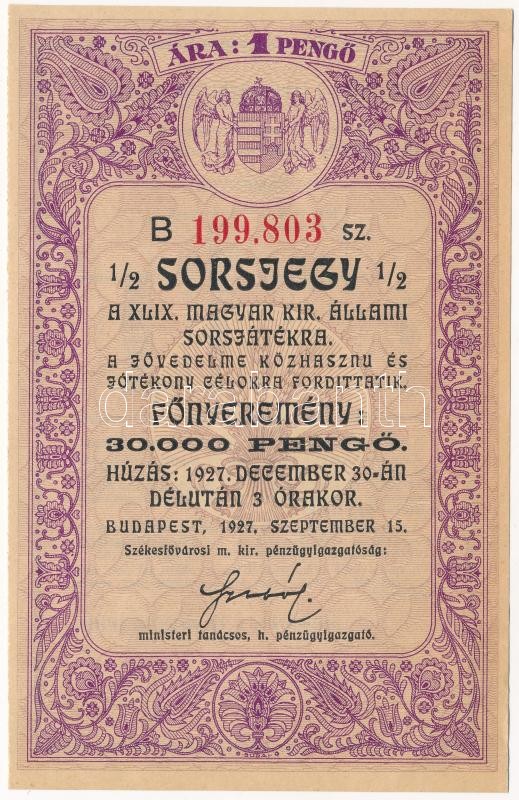 ÁRA: 1 PENGŐ
B 199.803 SZ.
1/2 SORSJEGY 1/2
A XLIX. MAGYAR KIR. ÁLLAMI
SORSJÁTÉKRA.
A JÖVEDELME KÖZHASZNU ÉS
JÓTÉKONY CÉLOKRA FORDITTATIK.
FŐNYEREMÉNY:
30.000 PENGŐ.
HÚZÁS: 1927. DECEMBER 30-ÁN
DÉLUTÁN 3 ÓRAKOR.
BUDAPEST, 1927. SZEPTEMBER 15.
Székesfővárosi m. kir. pénzügyigazgatóság:
ministeri tanácsos, h. pénzügyigazgató.